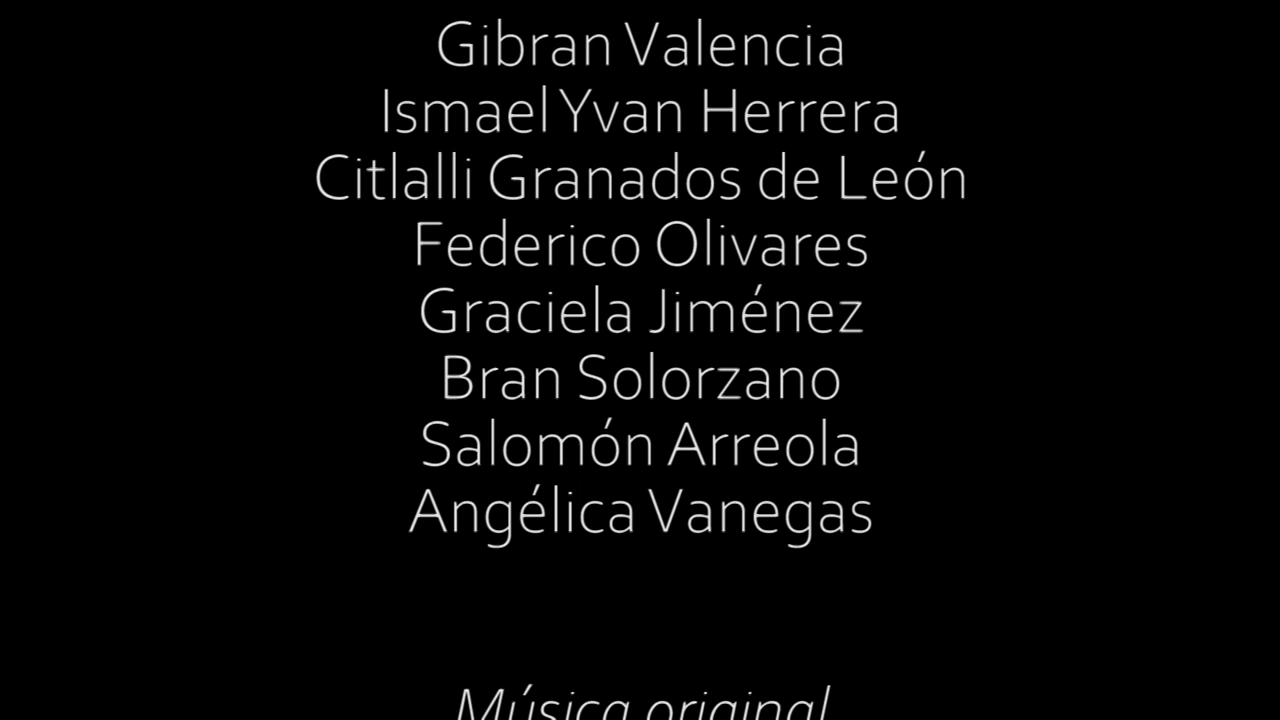 Gibran Valencia
Ismael Yvan Herrera
Citlalli Granados de León
Federico Olivares
Graciela Jiménez
Bran Solorzano
Salomón Arreola
Angélica Vanegas
Música original